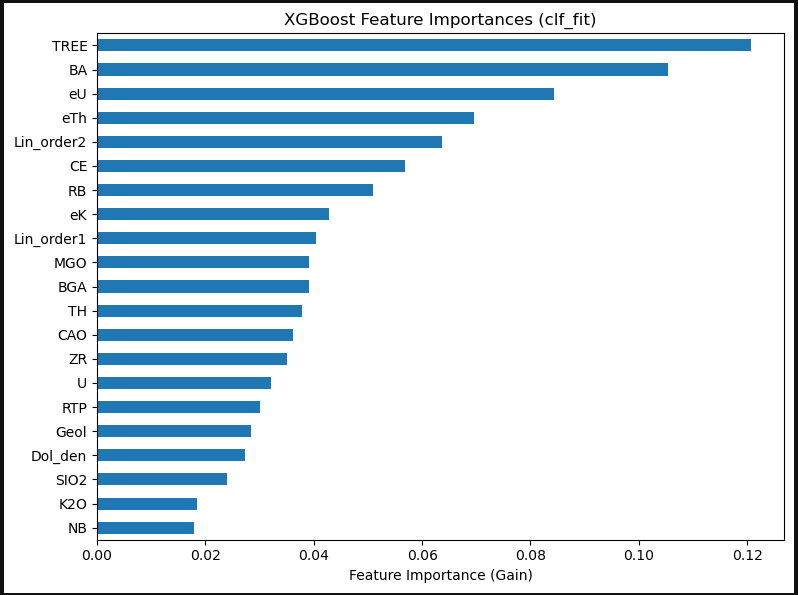 XGBoost Feature Importances (clf_fit)
TREE
BA
eU
eTh
Lin_order2
CE
RB
eK
Lin_order1
MGO
BGA
TH
CAO
ZR
U
RTP
Geol
Dol_den
SIO2
K2O
NB
0.00 0.02 0.04 0.06 0.08 0.10 0.12
Feature Importance (Gain)